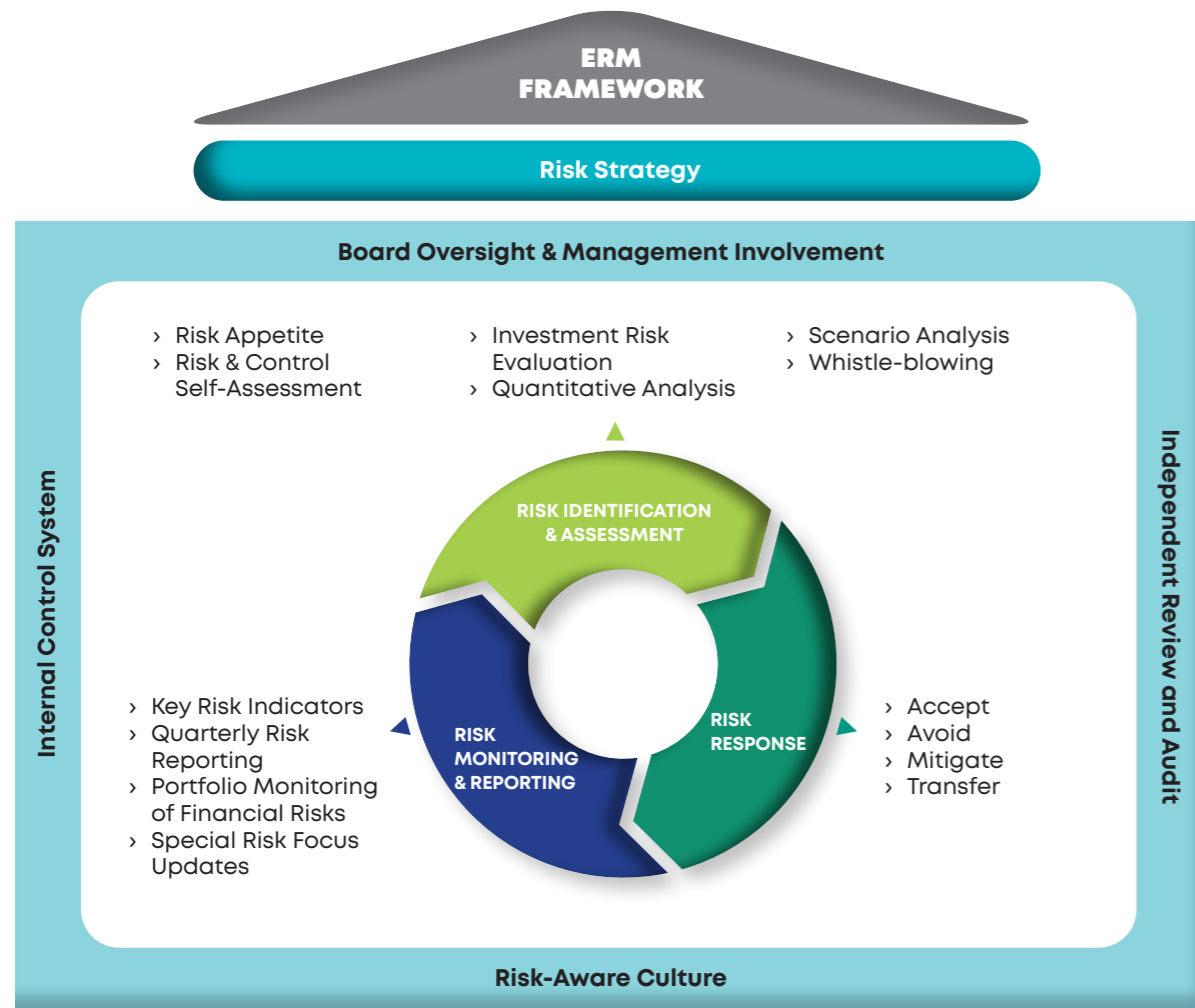 ERM
FRAMEWORK
Risk Strategy
Board Oversight & Management Involvement
› Risk Appetite
› Risk & Control
Self-Assessment
› Investment Risk
Evaluation
› Quantitative Analysis
› Scenario Analysis
› Whistle-blowing
Internal Control System
Independent Review and Audit
RISK IDENTIFICATION
& ASSESSMENT
RISK
RESPONSE
› Accept
› Avoid
› Mitigate
› Transfer
RISK
MONITORING
& REPORTING
› Key Risk Indicators
› Quarterly Risk
Reporting
› Portfolio Monitoring
of Financial Risks
› Special Risk Focus
Updates
Risk-Aware Culture